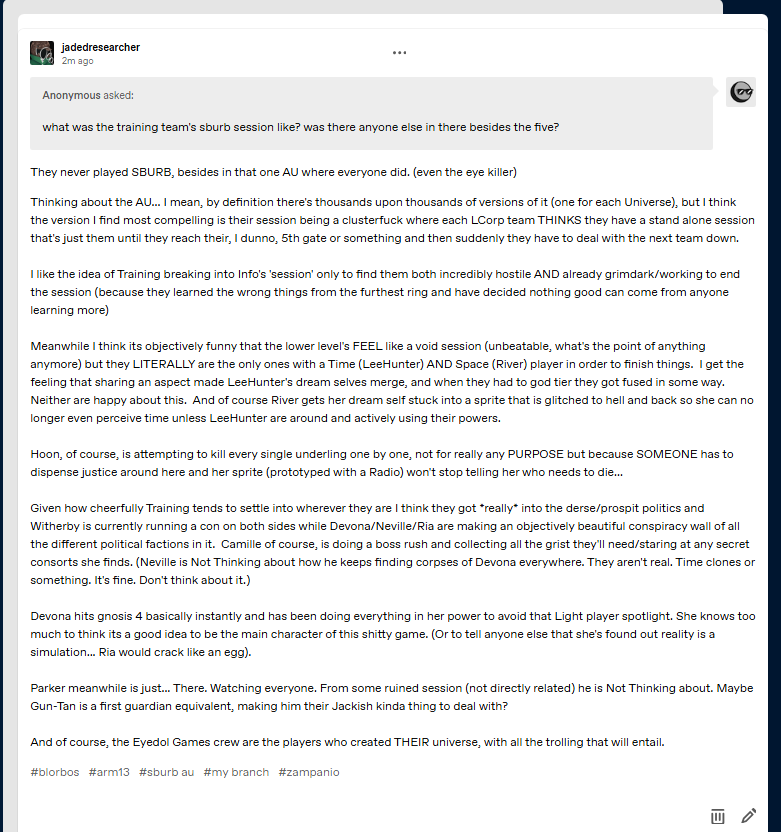 jadedresearcher
2m ago
Anonymous asked:
what was the training team's sburb session like? was there anyone else in there besides the five?
They never played SBURB, besides in that one AU where everyone did. (even the eye killer)
Thinking about the AU... I mean, by definition there's thousands upon thousands of versions of it (one for each Universe), but I think
the version I find most compelling is their session being a clusterfuck where each LCorp team THINKS they have a stand alone session
that's just them until they reach their, I dunno, 5th gate or something and then suddenly they have to deal with the next team down.
I like the idea of Training breaking into Info's 'session' only to find them both incredibly hostile AND already grimdark/working to end
the session (because they learned the wrong things from the furthest ring and have decided nothing good can come from anyone
learning more)
Meanwhile I think its objectively funny that the lower level's FEEL like a void session (unbeatable, what's the point of anything
anymore) but they LITERALLY are the only ones with a Time (LeeHunter) AND Space (River) player in order to finish things.  I get the
feeling that sharing an aspect made LeeHunter's dream selves merge, and when they had to god tier they got fused in some way.
Neither are happy about this.  And of course River gets her dream self stuck into a sprite that is glitched to hell and back so she can no
longer even perceive time unless LeeHunter are around and actively using their powers.
Hoon, of course, is attempting to kill every single underling one by one, not for really any PURPOSE but because SOMEONE has to
dispense justice around here and her sprite (prototyped with a Radio) won't stop telling her who needs to die...
Given how cheerfully Training tends to settle into wherever they are I think they got *really* into the derse/prospit politics and
Witherby is currently running a con on both sides while Devona/Neville/Ria are making an objectively beautiful conspiracy wall of all
the different political factions in it.  Camille of course, is doing a boss rush and collecting all the grist they'll need/staring at any secret
consorts she finds. (Neville is Not Thinking about how he keeps finding corpses of Devona everywhere. They aren't real. Time clones or
something. It's fine. Don't think about it.)
Devona hits gnosis 4 basically instantly and has been doing everything in her power to avoid that Light player spotlight. She knows too
much to think its a good idea to be the main character of this shitty game. (Or to tell anyone else that she's found out reality is a
simulation... Ria would crack like an egg).
Parker meanwhile is just... There. Watching everyone. From some ruined session (not directly related) he is Not Thinking about. Maybe
Gun-Tan is a first guardian equivalent, making him their Jackish kinda thing to deal with?
And of course, the Eyedol Games crew are the players who created THEIR universe, with all the trolling that will entail.
#blorbos #arm13 #sburb au #my branch #zampanio